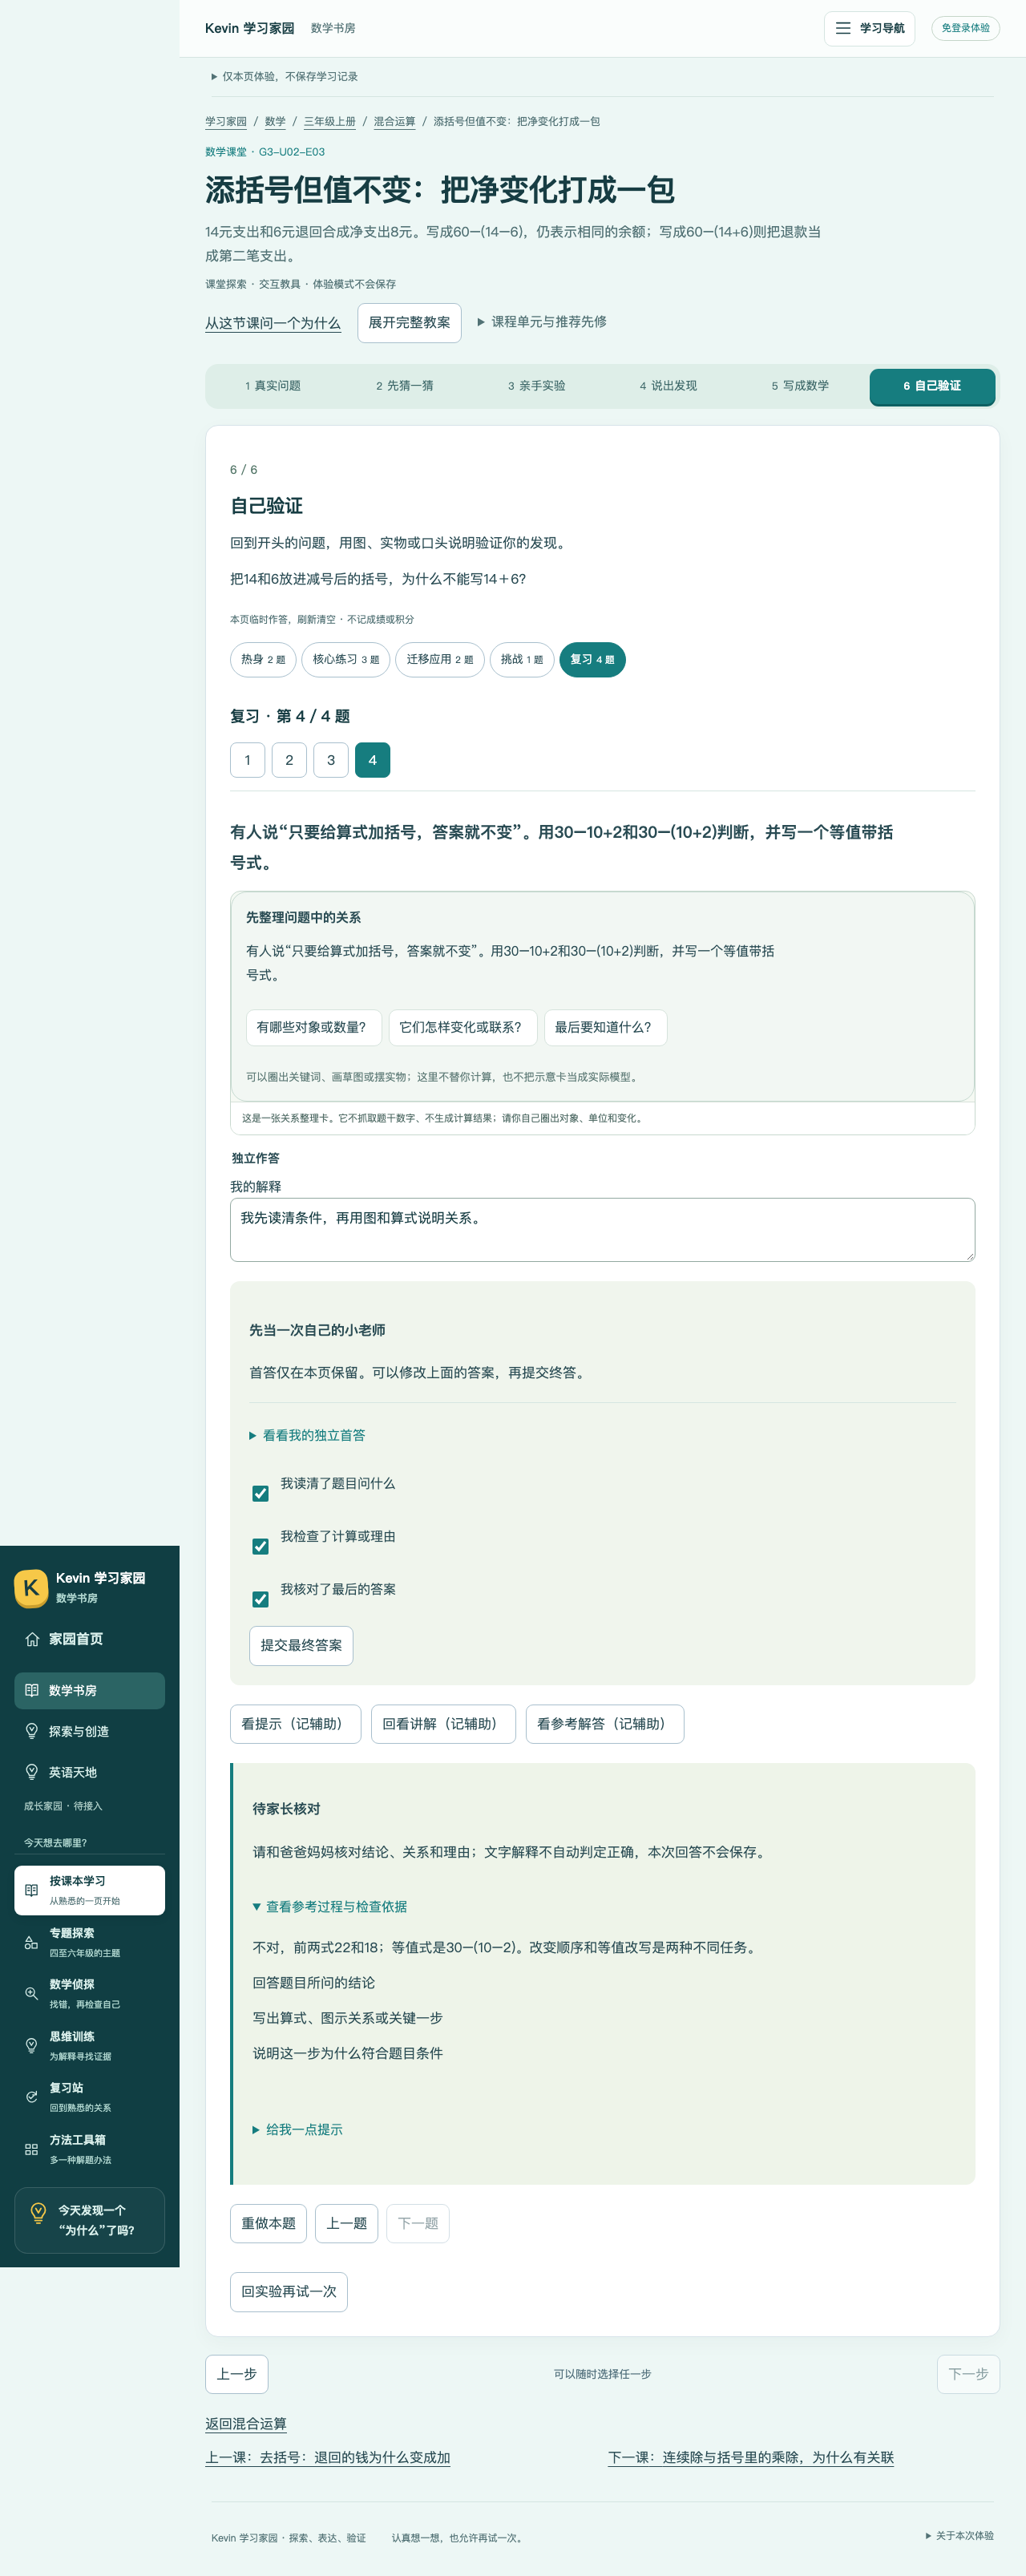 Kevin 学习家园 数学书房 学习导航 免登录体验
仅本页体验，不保存学习记录
学习家园 / 数学 / 三年级上册 / 混合运算 / 添括号但值不变：把净变化打成一包
数学课堂 · G3-U02-E03
添括号但值不变：把净变化打成一包
14元支出和6元退回合成净支出8元。写成60−(14−6)，仍表示相同的余额；写成60−(14+6)则把退款当
成第二笔支出。
课堂探索 · 交互教具 · 体验模式不会保存
从这节课问一个为什么 展开完整教案 课程单元与推荐先修
1 真实问题 2 先猜一猜 3 亲手实验 4 说出发现 5 写成数学 6 自己验证
6 / 6
自己验证
回到开头的问题，用图、实物或口头说明验证你的发现。
把14和6放进减号后的括号，为什么不能写14＋6？
本页临时作答，刷新清空 · 不记成绩或积分
热身 2 题 核心练习 3 题 迁移应用 2 题 挑战 1 题 复习 4 题
复习 · 第 4 / 4 题
1 2 3 4
有人说“只要给算式加括号，答案就不变”。用30−10+2和30−(10+2)判断，并写一个等值带括
号式。
先整理问题中的关系
有人说“只要给算式加括号，答案就不变”。用30−10+2和30−(10+2)判断，并写一个等值带括
号式。
有哪些对象或数量？ 它们怎样变化或联系？ 最后要知道什么？
可以圈出关键词、画草图或摆实物；这里不替你计算，也不把示意卡当成实际模型。
这是一张关系整理卡。它不抓取题干数字、不生成计算结果；请你自己圈出对象、单位和变化。
独立作答
我的解释
我先读清条件，再用图和算式说明关系。
先当一次自己的小老师
首答仅在本页保留。可以修改上面的答案，再提交终答。
看看我的独立首答
我读清了题目问什么
我检查了计算或理由
我核对了最后的答案
提交最终答案
看提示（记辅助） 回看讲解（记辅助） 看参考解答（记辅助）
待家长核对
请和爸爸妈妈核对结论、关系和理由；文字解释不自动判定正确，本次回答不会保存。
查看参考过程与检查依据
不对，前两式22和18；等值式是30−(10−2)。改变顺序和等值改写是两种不同任务。
回答题目所问的结论
写出算式、图示关系或关键一步
说明这一步为什么符合题目条件
给我一点提示
重做本题 上一题 下一题
回实验再试一次
上一步 可以随时选择任一步 下一步
返回混合运算
上一课：去括号：退回的钱为什么变成加 下一课：连续除与括号里的乘除，为什么有关联
Kevin 学习家园 · 探索、表达、验证 认真想一想，也允许再试一次。 关于本次体验
K
Kevin 学习家园
数学书房
家园首页
数学书房
探索与创造
英语天地
成长家园 · 待接入
今天想去哪里？
按课本学习
从熟悉的一页开始
专题探索
四至六年级的主题
数学侦探
找错，再检查自己
思维训练
为解释寻找证据
复习站
回到熟悉的关系
方法工具箱
多一种解题办法
今天发现一个
“为什么”了吗？